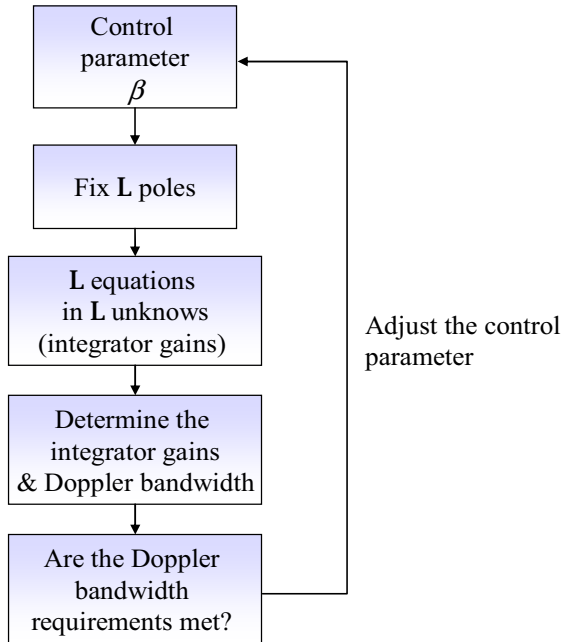 Control
parameter
β
Fix L poles
L equations
in L unknows
(integrator gains)
Determine the
integrator gains
& Doppler bandwidth
Are the Doppler
bandwidth
requirements met?
Adjust the control
parameter